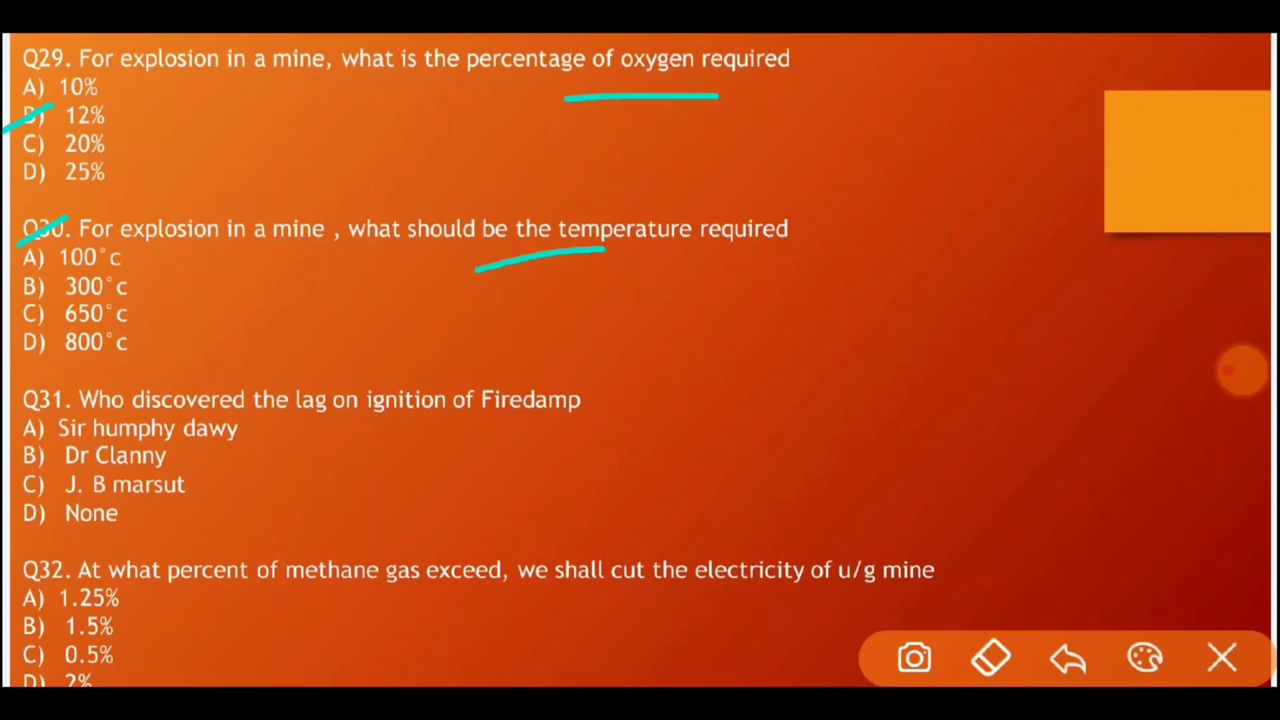 Q29. For explosion in a mine, what is the percentage of oxygen required
A) 10%
B) 12%
C) 20%
D) 25%
Q30. For explosion in a mine , what should be the temperature required
A) 100°c
B) 300°c
C) 650°c
D) 800°c
Q31. Who discovered the lag on ignition of Firedamp
A) Sir humphy dawy
B) Dr Clanny
C) J. B marsut
D) None
Q32. At what percent of methane gas exceed, we shall cut the electricity of u/g mine
A) 1.25%
B) 1.5%
C) 0.5%
D) 2%